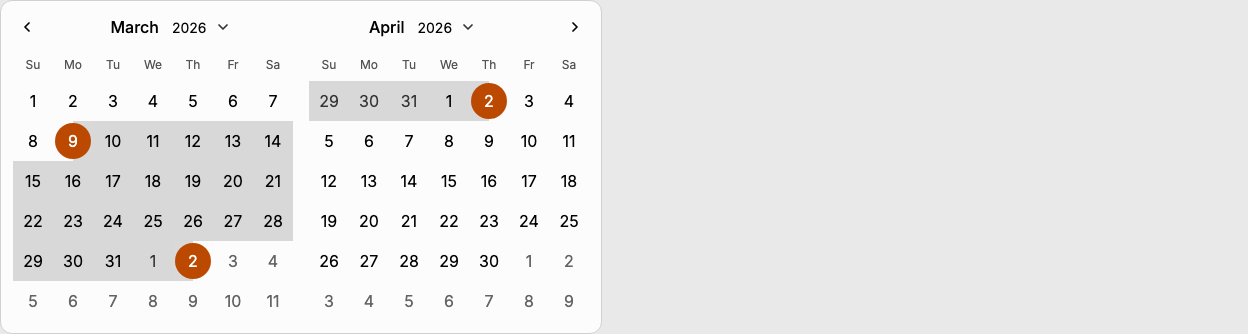 March 2026 April 2026
Su Mo Tu We Th Fr Sa Su Mo Tu We Th Fr Sa
1 2 3 4 5 6 7 29 30 31 1 2 3 4
8 9 10 11 12 13 14 5 6 7 8 9 10 11
15 16 17 18 19 20 21 12 13 14 15 16 17 18
22 23 24 25 26 27 28 19 20 21 22 23 24 25
29 30 31 1 2 3 4 26 27 28 29 30 1 2
5 6 7 8 9 10 11 3 4 5 6 7 8 9